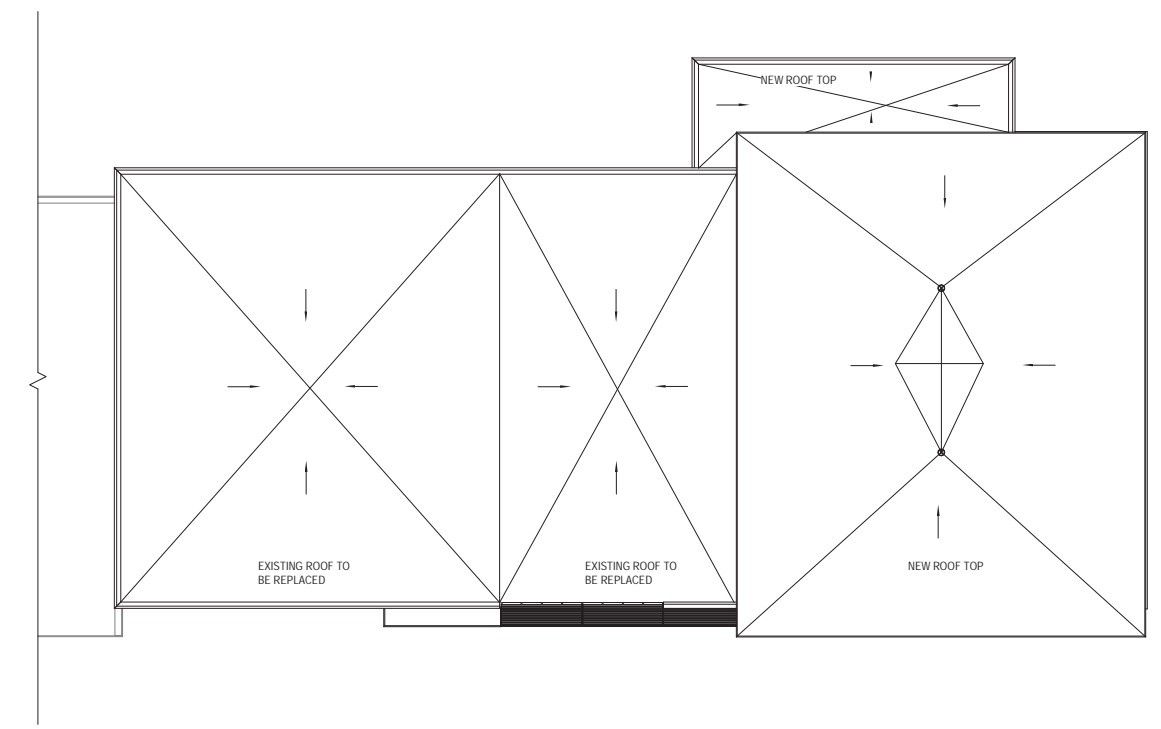 NEW ROOF TOP
EXISTING ROOF TO
BE REPLACED
EXISTING ROOF TO
BE REPLACED
NEW ROOF TOP